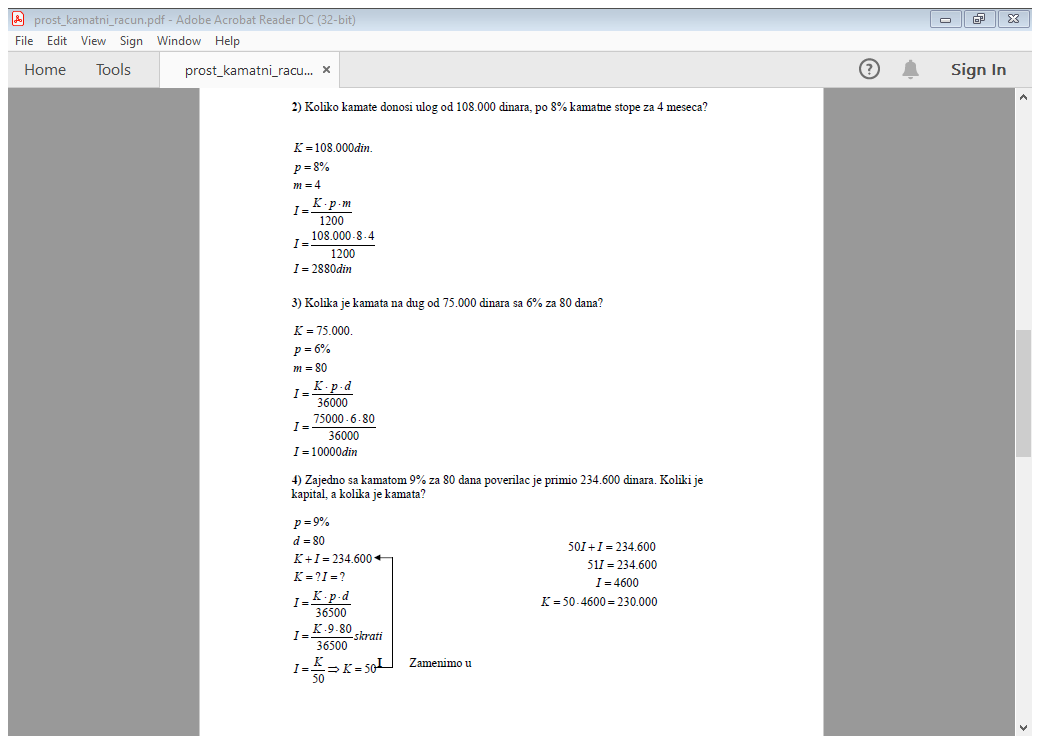 prost_kamatni_racun.pdf - Adobe Acrobat Reader DC (32-bit)
File Edit View Sign Window Help
Home Tools prost_kamatni_racu... × ? Sign In
2) Koliko kamate donosi ulog od 108.000 dinara, po 8% kamatne stope za 4 meseca?
K = 108.000din.
p = 8%
m = 4
I = K · p · m / 1200
I = 108.000 · 8 · 4 / 1200
I = 2880din
3) Kolika je kamata na dug od 75.000 dinara sa 6% za 80 dana?
K = 75.000.
p = 6%
m = 80
I = K · p · d / 36000
I = 75000 · 6 · 80 / 36000
I = 10000din
4) Zajedno sa kamatom 9% za 80 dana poverilac je primio 234.600 dinara. Koliki je
kapital, a kolika je kamata?
p = 9%
d = 80
K + I = 234.600
K = ? I = ?
I = K · p · d / 36500
I = K · 9 · 80 / 36500 skrati
I = K / 50 ⇒ K = 50I Zamenimo u
50I + I = 234.600
51I = 234.600
I = 4600
K = 50 · 4600 = 230.000